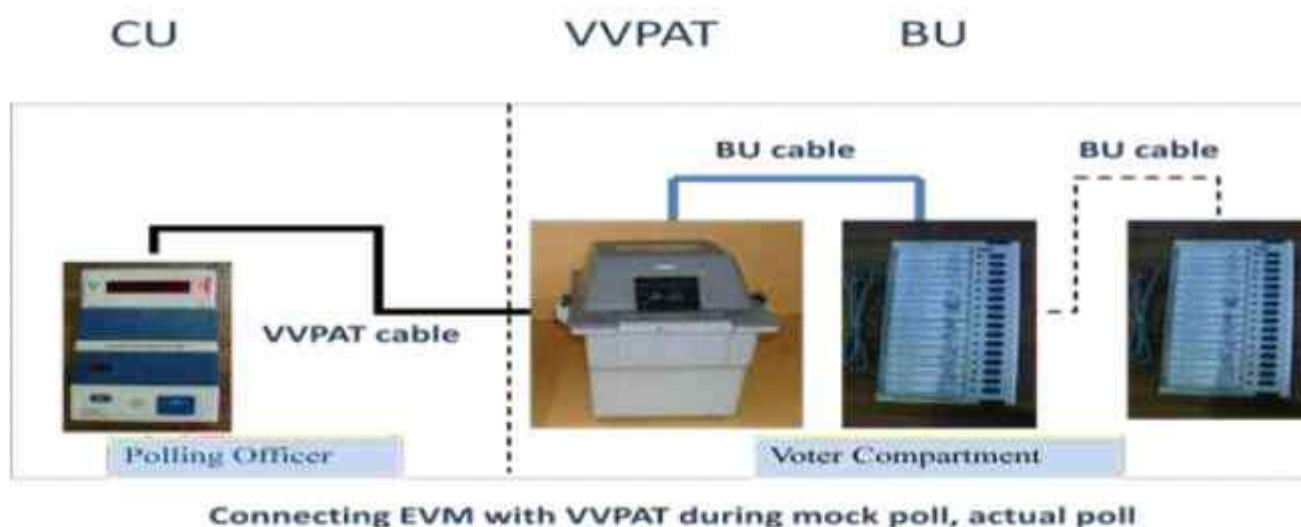 CU VVPAT BU
BU cable BU cable
VVPAT cable
Polling Officer Voter Compartment
Connecting EVM with VVPAT during mock poll, actual poll